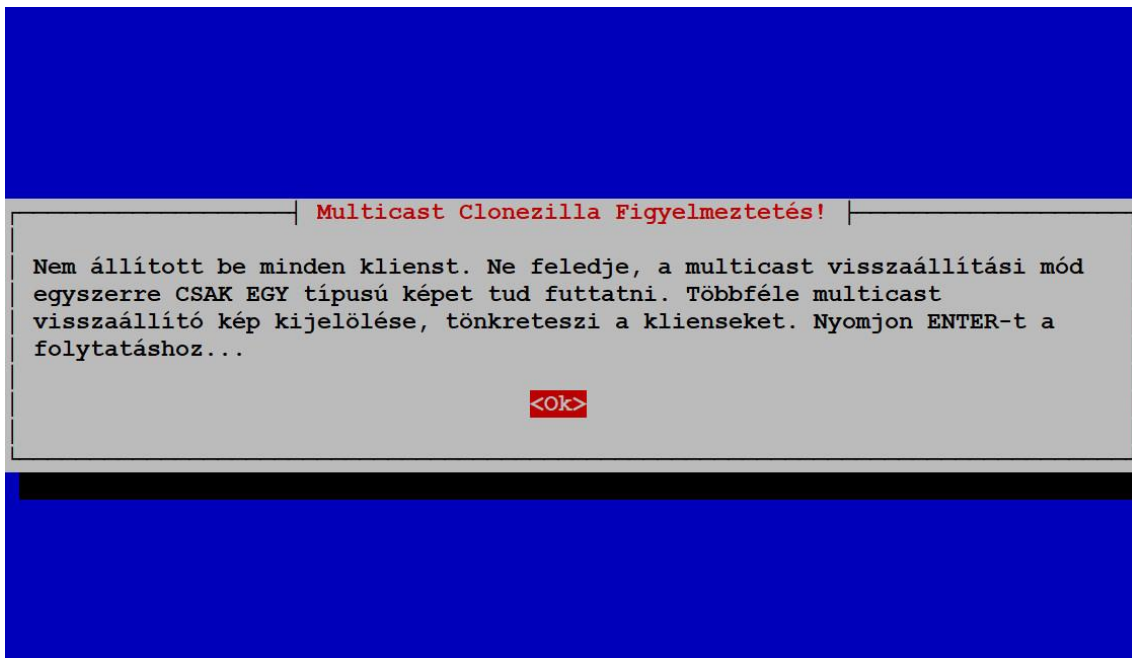 Multicast Clonezilla Figyelmeztetés!
Nem állított be minden klienst. Ne feledje, a multicast visszaállítási mód
egyszerre CSAK EGY típusú képet tud futtatni. Többféle multicast
visszaállító kép kijelölése, tönkreteszi a klienseket. Nyomjon ENTER-t a
folytatáshoz...
<Ok>